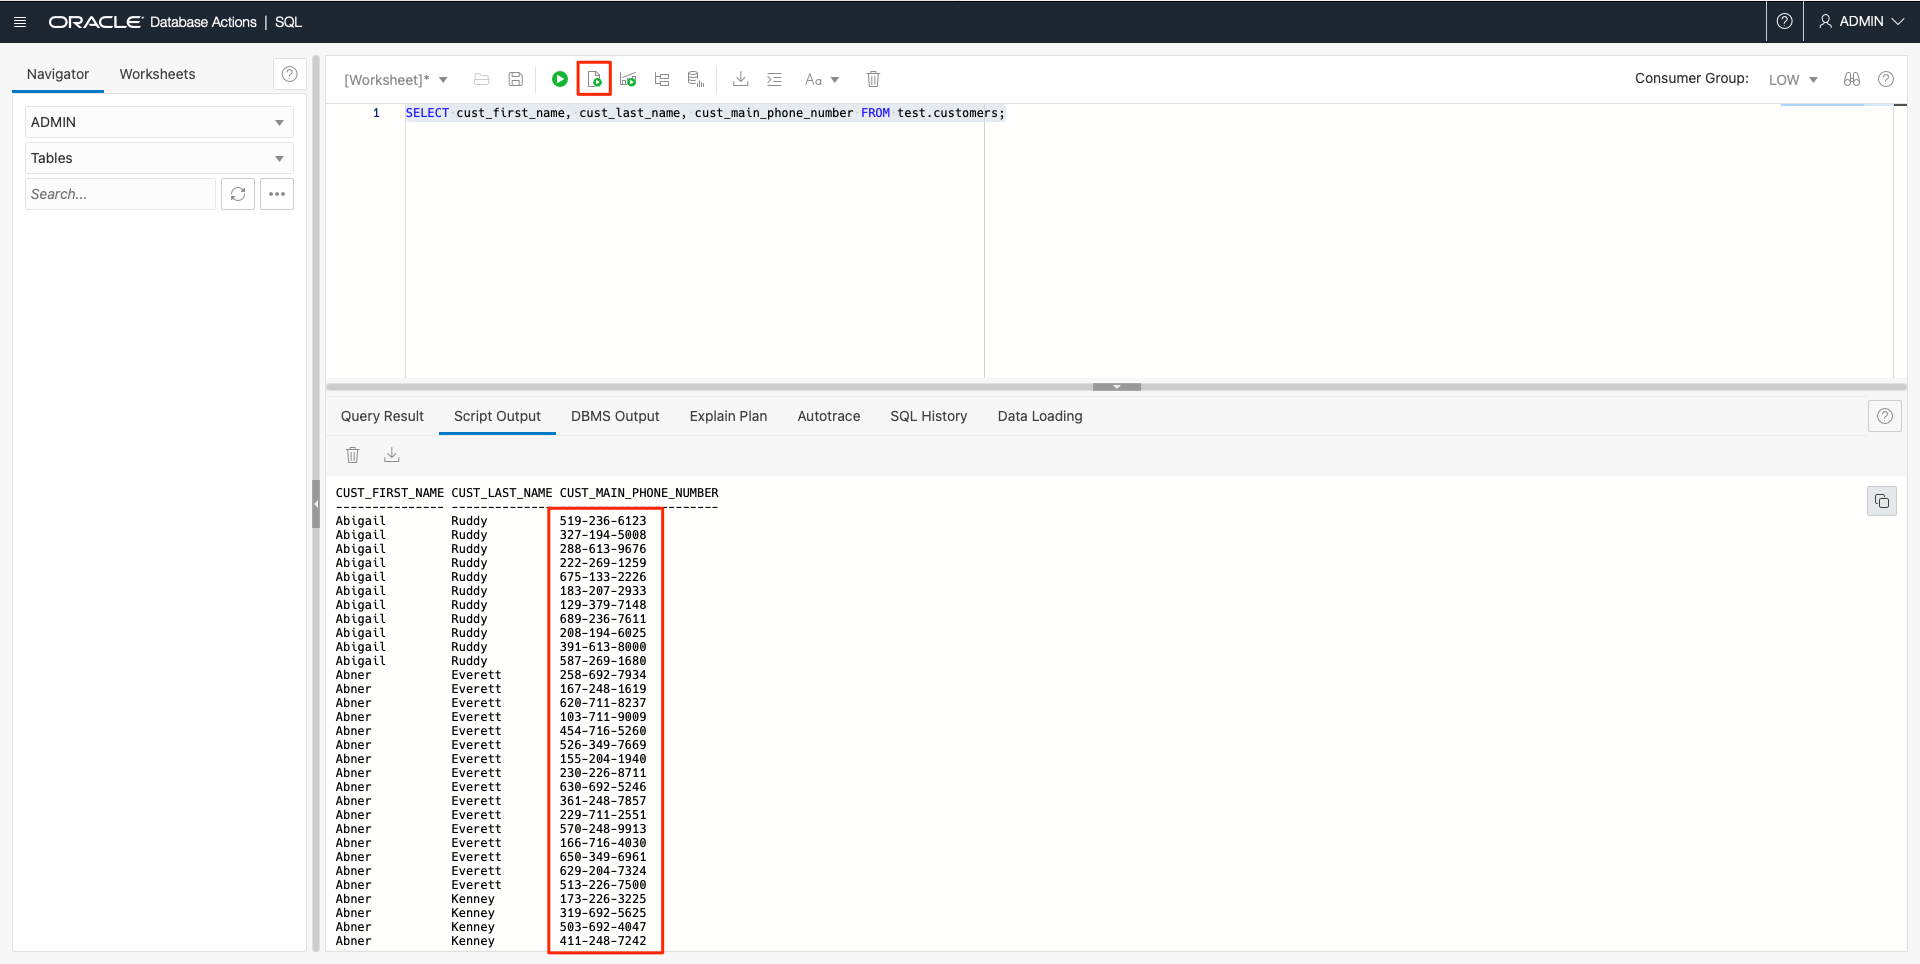 ORACLE Database Actions | SQL
ADMIN
Navigator Worksheets
ADMIN
Tables
Search...
[Worksheet]*
Aa
Consumer Group: LOW
1 SELECT cust_first_name, cust_last_name, cust_main_phone_number FROM test.customers;
Query Result Script Output DBMS Output Explain Plan Autotrace SQL History Data Loading
CUST_FIRST_NAME CUST_LAST_NAME CUST_MAIN_PHONE_NUMBER
--------------- -------------- ----------------------
Abigail Ruddy 519-236-6123
Abigail Ruddy 327-194-5008
Abigail Ruddy 288-613-9676
Abigail Ruddy 222-269-1259
Abigail Ruddy 675-133-2226
Abigail Ruddy 183-207-2933
Abigail Ruddy 129-379-7148
Abigail Ruddy 689-236-7611
Abigail Ruddy 208-194-6025
Abigail Ruddy 391-613-8000
Abigail Ruddy 587-269-1680
Abner Everett 258-692-7934
Abner Everett 167-248-1619
Abner Everett 620-711-8237
Abner Everett 103-711-9009
Abner Everett 454-716-5260
Abner Everett 526-349-7669
Abner Everett 155-204-1940
Abner Everett 230-226-8711
Abner Everett 630-692-5246
Abner Everett 361-248-7857
Abner Everett 229-711-2551
Abner Everett 570-248-9913
Abner Everett 166-716-4030
Abner Everett 650-349-6961
Abner Everett 629-204-7324
Abner Everett 513-226-7500
Abner Kenney 173-226-3225
Abner Kenney 319-692-5625
Abner Kenney 503-692-4047
Abner Kenney 411-248-7242